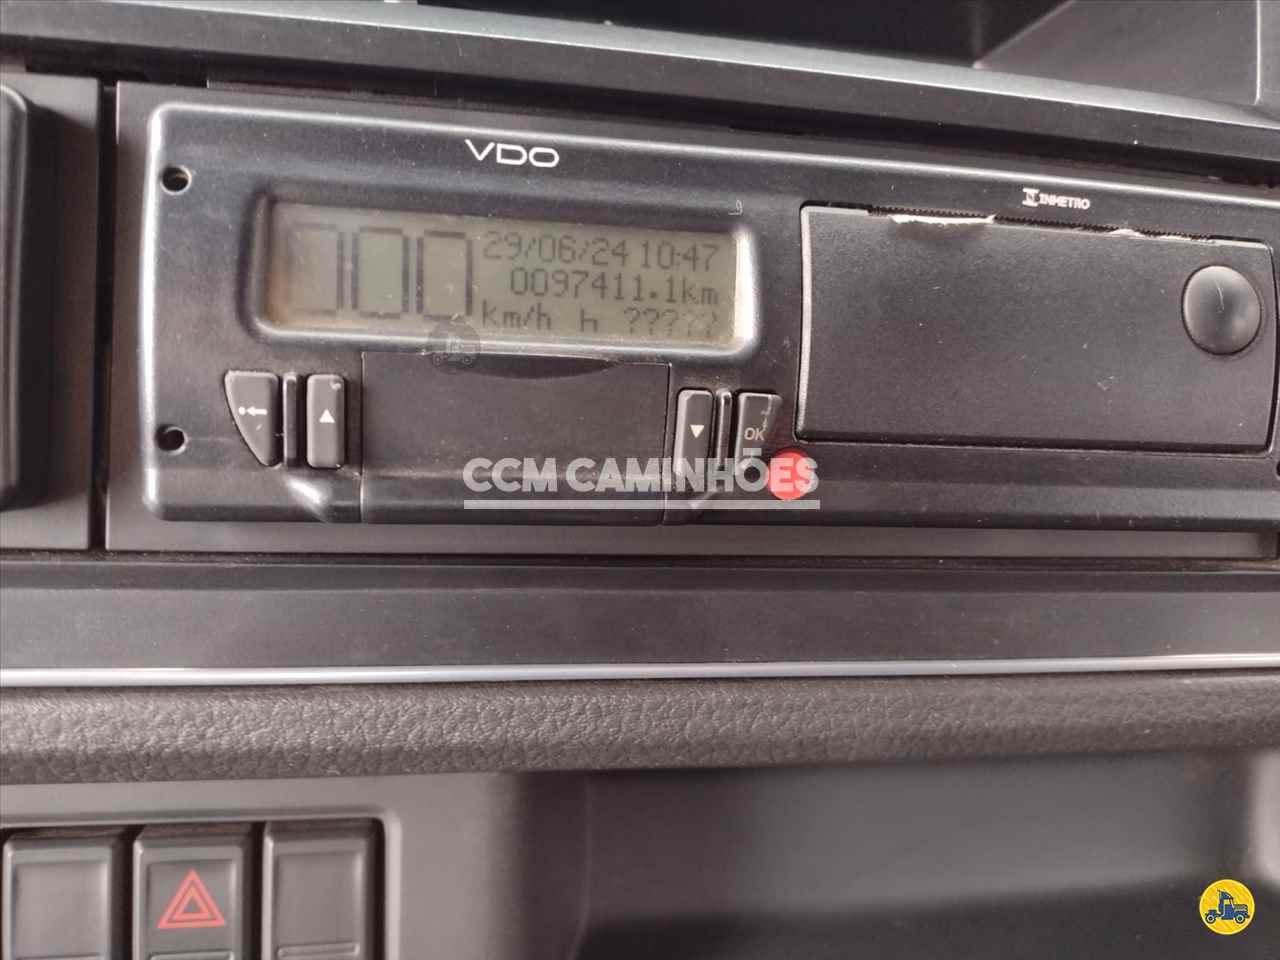 VDO
INMETRO
000
29/06/24 10:47
0097411.1km
km/h h ?????
OK
CCM CAMINHÕES